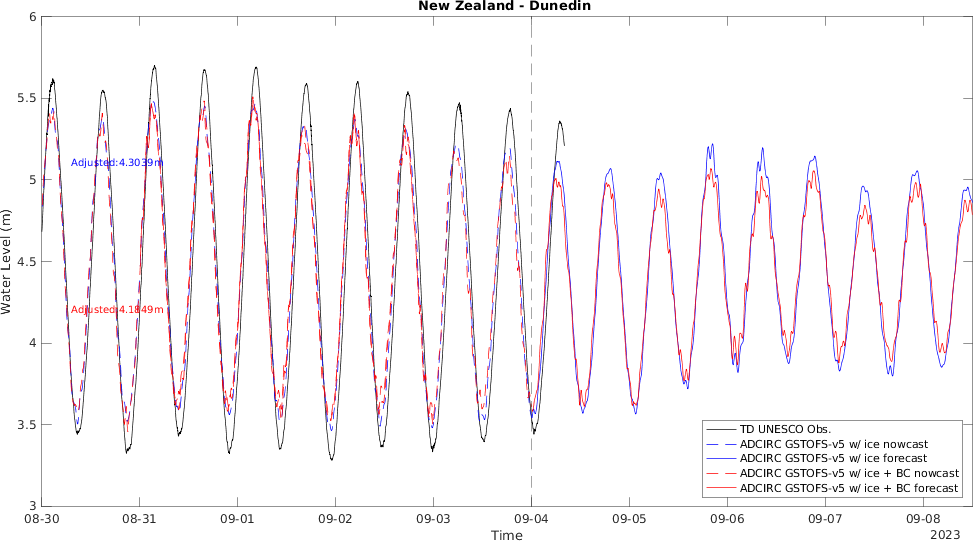 New Zealand - Dunedin
6
5.5
5
4.5
4
3.5
3
Water Level (m)
Adjusted:4.3039m
Adjusted:4.1849m
TD UNESCO Obs.
ADCIRC GSTOFS-v5 w/ ice nowcast
ADCIRC GSTOFS-v5 w/ ice forecast
ADCIRC GSTOFS-v5 w/ ice + BC nowcast
ADCIRC GSTOFS-v5 w/ ice + BC forecast
08-30 08-31 09-01 09-02 09-03 09-04 09-05 09-06 09-07 09-08
Time
2023